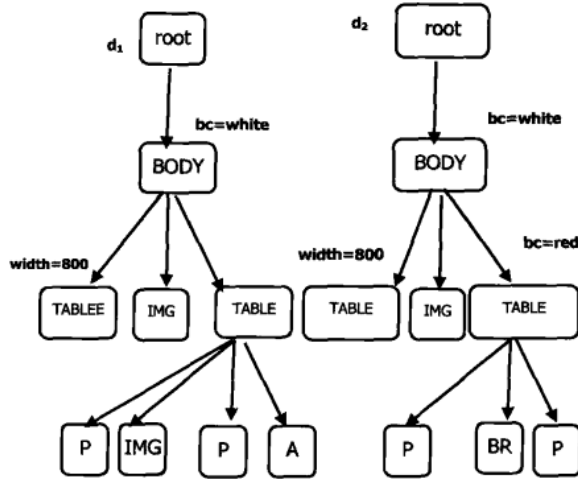 d1 root d2 root
bc=white bc=white
BODY BODY
width=800 width=800 bc=red
TABLEE IMG TABLE TABLE IMG TABLE
P IMG P A P BR P